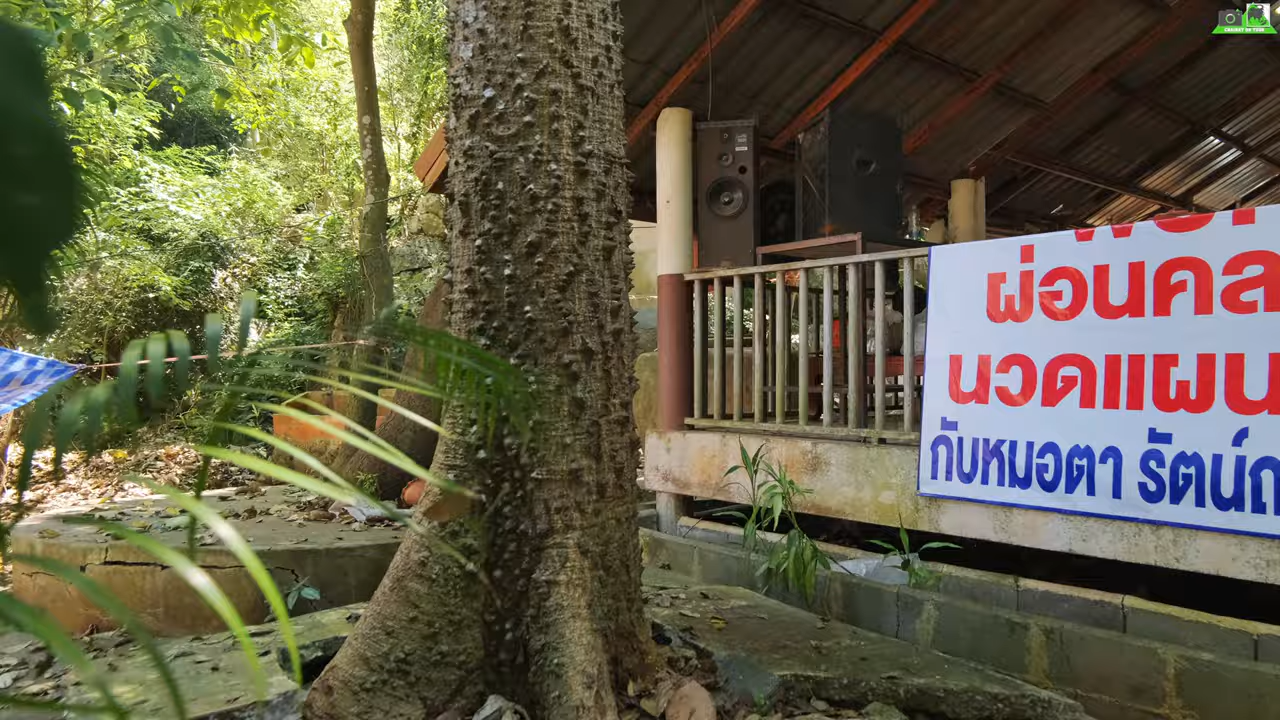 ผ่อนคล
นวดแผน
กับหมอตา รัตน์ถ